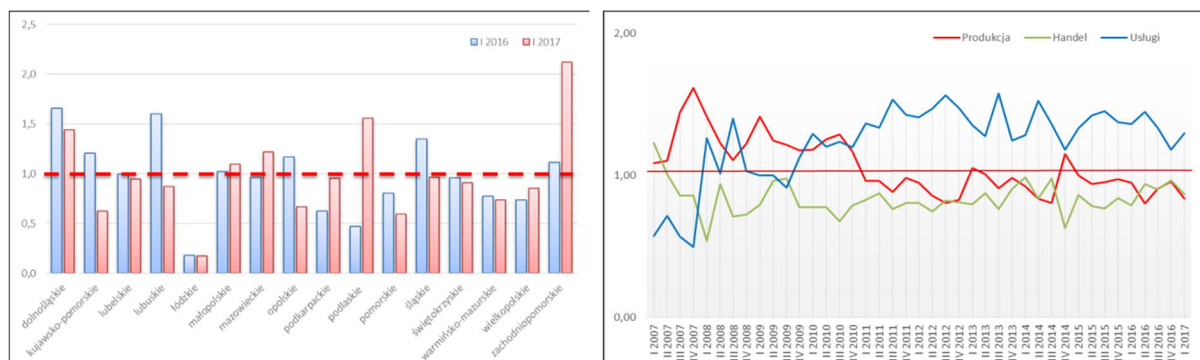 2,5
2,0
1,5
1,0
0,5
0,0
I 2016
I 2017
dolnośląskie
kujawsko-pomorskie
lubelskie
lubuskie
łódzkie
małopolskie
mazowieckie
opolskie
podkarpackie
podlaskie
pomorskie
śląskie
świętokrzyskie
warmińsko-mazurskie
wielkopolskie
zachodniopomorskie
2,00
1,00
0,00
Produkcja
Handel
Usługi
I 2007
II 2007
III 2007
IV 2007
I 2008
II 2008
III 2008
IV 2008
I 2009
II 2009
III 2009
IV 2009
I 2010
II 2010
III 2010
IV 2010
I 2011
II 2011
III 2011
IV 2011
I 2012
II 2012
III 2012
IV 2012
I 2013
II 2013
III 2013
IV 2013
I 2014
II 2014
III 2014
IV 2014
I 2015
II 2015
III 2015
IV 2015
I 2016
II 2016
III 2016
IV 2016
I 2017